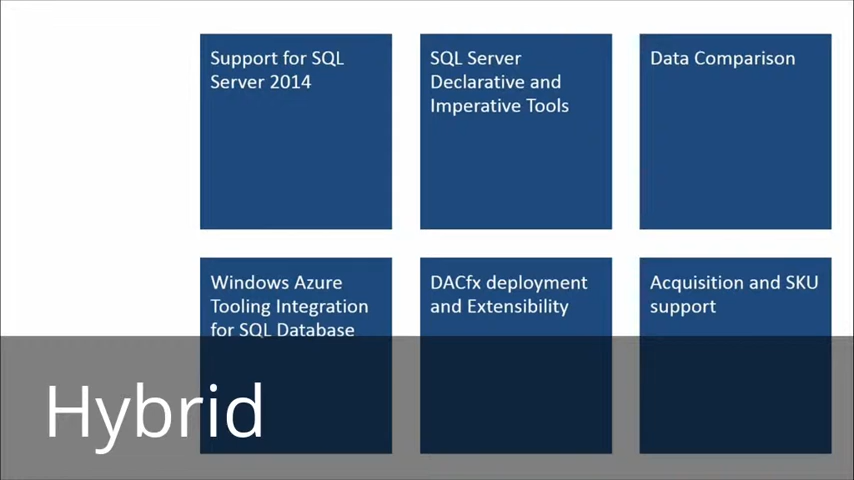 Support for SQL
Server 2014
SQL Server
Declarative and
Imperative Tools
Data Comparison
Windows Azure
Tooling Integration
for SQL Database
DACfx deployment
and Extensibility
Acquisition and SKU
support
Hybrid